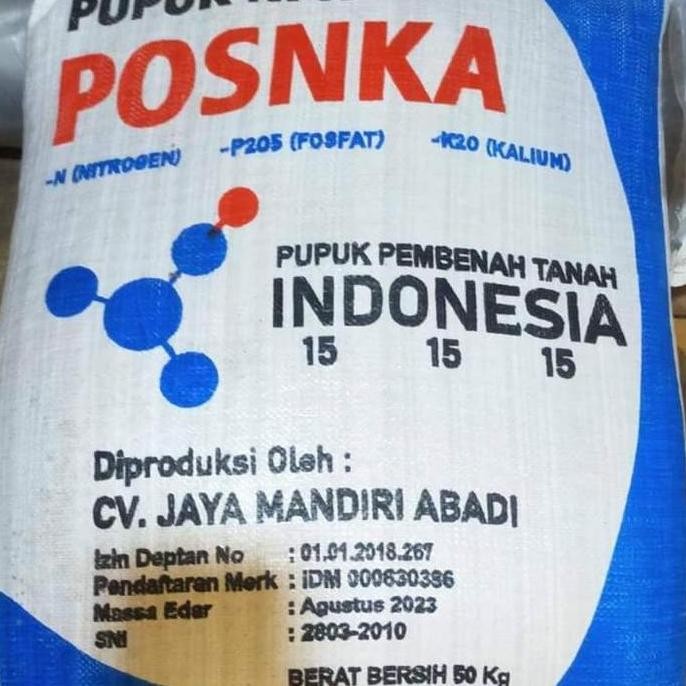 PUPUK
POSNKA
-N (NITROGEN) -P205 (FOSFAT) -K20 (KALIUM)
PUPUK PEMBENAH TANAH
INDONESIA
15 15 15
Diproduksi Oleh :
CV. JAYA MANDIRI ABADI
Izin Deptan No : 01.01.2018.267
Pendaftaran Merk : iDM 000630386
Massa Edar : Agustus 2023
SNI : 2803-2010
BERAT BERSIH 50 Kg